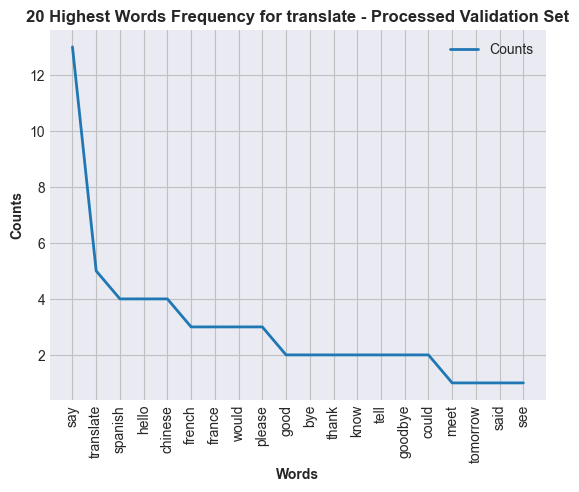 20 Highest Words Frequency for translate - Processed Validation Set
Counts
12
10
8
6
4
2
Counts
say
translate
spanish
hello
chinese
french
france
would
please
good
bye
thank
know
tell
goodbye
could
meet
tomorrow
said
see
Words